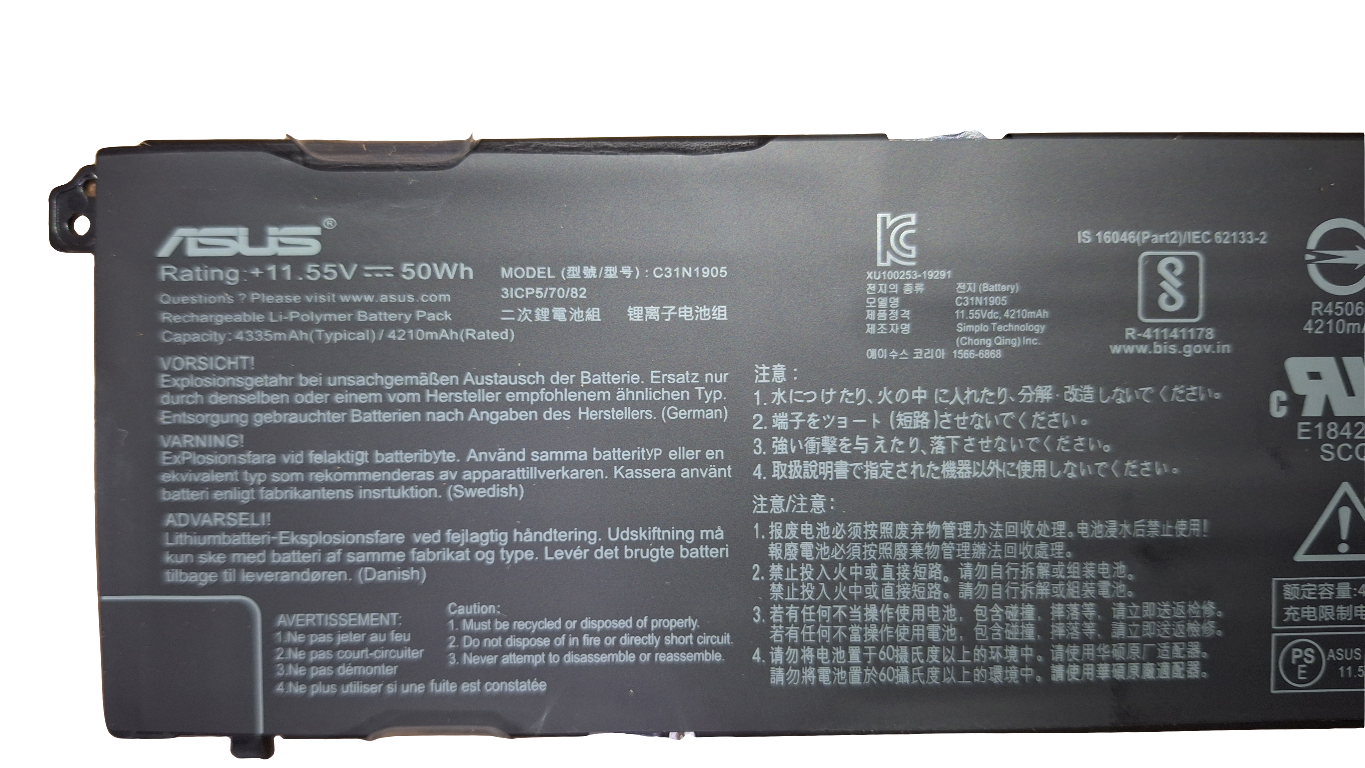 ASUS®
Rating:+11.55V⎓50Wh
Question's ? Please visit www.asus.com
Rechargeable Li-Polymer Battery Pack
Capacity: 4335mAh(Typical) / 4210mAh(Rated)
MODEL (型號/型号) : C31N1905
3ICP5/70/82
二次鋰電池組 锂离子电池组
VORSICHT!
Explosionsgetahr bei unsachgemäßen Austausch der Batterie. Ersatz nur
durch denselben oder einem vom Hersteller empfohlenem ähnlichen Typ.
Entsorgung gebrauchter Batterien nach Angaben des Herstellers. (German)
VARNING!
ExPlosionsfara vid felaktigt batteribyte. Använd samma batterityP eller en
ekvivalent typ som rekommenderas av apparattillverkaren. Kassera använt
batteri enligt fabrikantens insrtuktion. (Swedish)
ADVARSELI!
Lithiumbatteri-Eksplosionsfare ved fejlagtig håndtering. Udskiftning må
kun ske med batteri af samme fabrikat og type. Levér det brugte batteri
tilbage til leverandøren. (Danish)
AVERTISSEMENT:
1.Ne pas jeter au feu
2.Ne pas court-circuiter
3.Ne pas démonter
4.Ne plus utiliser si une fuite est constatée
Caution:
1. Must be recycled or disposed of properly.
2. Do not dispose of in fire or directly short circuit.
3. Never attempt to disassemble or reassemble.
XU100253-19291
전지의 종류 전지 (Battery)
모델명 C31N1905
제품정격 11.55Vdc, 4210mAh
제조자명 Simplo Technology
(Chong Qing) Inc.
에이수스 코리아 1566-6868
IS 16046(Part2)/IEC 62133-2
R-41141178
www.bis.gov.in
注意 :
1. 水につけたり、火の中 に入れたり、分解・改造しないでください。
2. 端子をツョート (短路)させないでください。
3. 強い衝撃を与えたり、落下させないでください。
4. 取扱說明書で指定された機器以外に使用しないでください。
注意/注意:
1. 报废电池必须按照废弃物管理办法回收处理。电池浸水后禁止使用!
報廢電池必須按照廢棄物管理辦法回收處理。
2. 禁止投入火中或直接短路。请勿自行拆解或组装电池。
禁止投入火中或直接短路。請勿自行拆解或組裝電池。
3. 若有任何不当操作使用电池，包含碰撞，摔落等，请立即送返检修。
若有任何不當操作使用電池，包含碰撞，摔落等，請立即送返檢修。
4. 请勿将电池置于60摄氏度以上的环境中。请使用华硕原厂适配器。
請勿將電池置於60攝氏度以上的環境中。請使用華碩原廠適配器。
R4506
4210m
c
E1842
SCC
额定容量:4
充电限制电
PS
E
ASUS
11.5